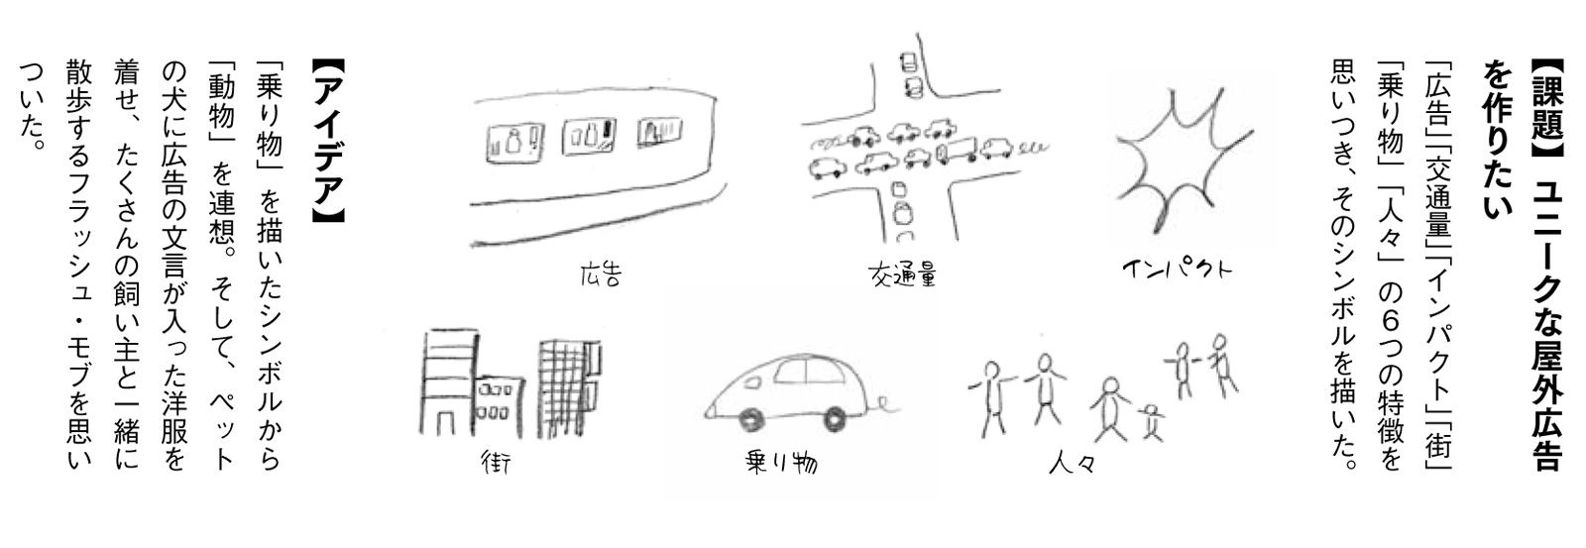 【課題】ユニークな屋外広告
を作りたい
「広告」「交通量」「インパクト」「街」
「乗り物」「人々」の6つの特徴を
思いつき、そのシンボルを描いた。
インパクト
交通量
広告
人々
乗り物
街
【アイデア】
「乗り物」を描いたシンボルから
「動物」を連想。そして、ペット
の犬に広告の文言が入った洋服を
着せ、たくさんの飼い主と一緒に
散歩するフラッシュ・モブを思い
ついた。